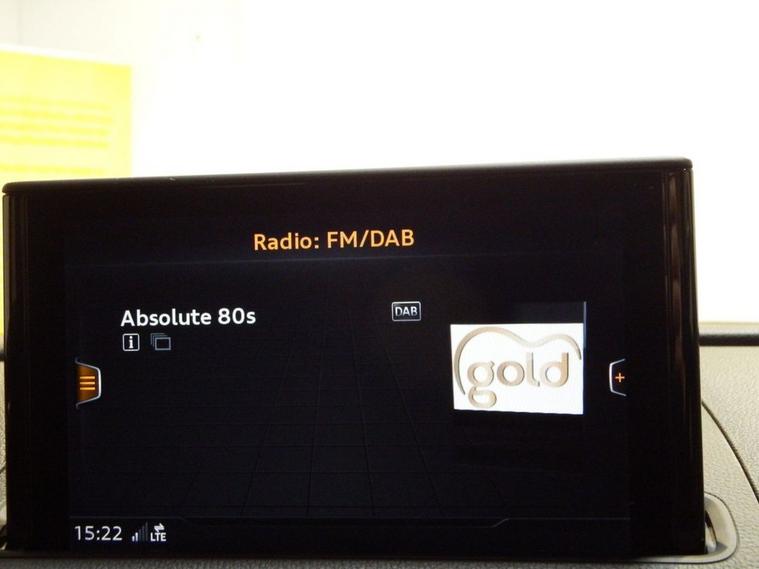 Radio: FM/DAB
Absolute 80s
DAB
i
gold
+
15:22
LTE